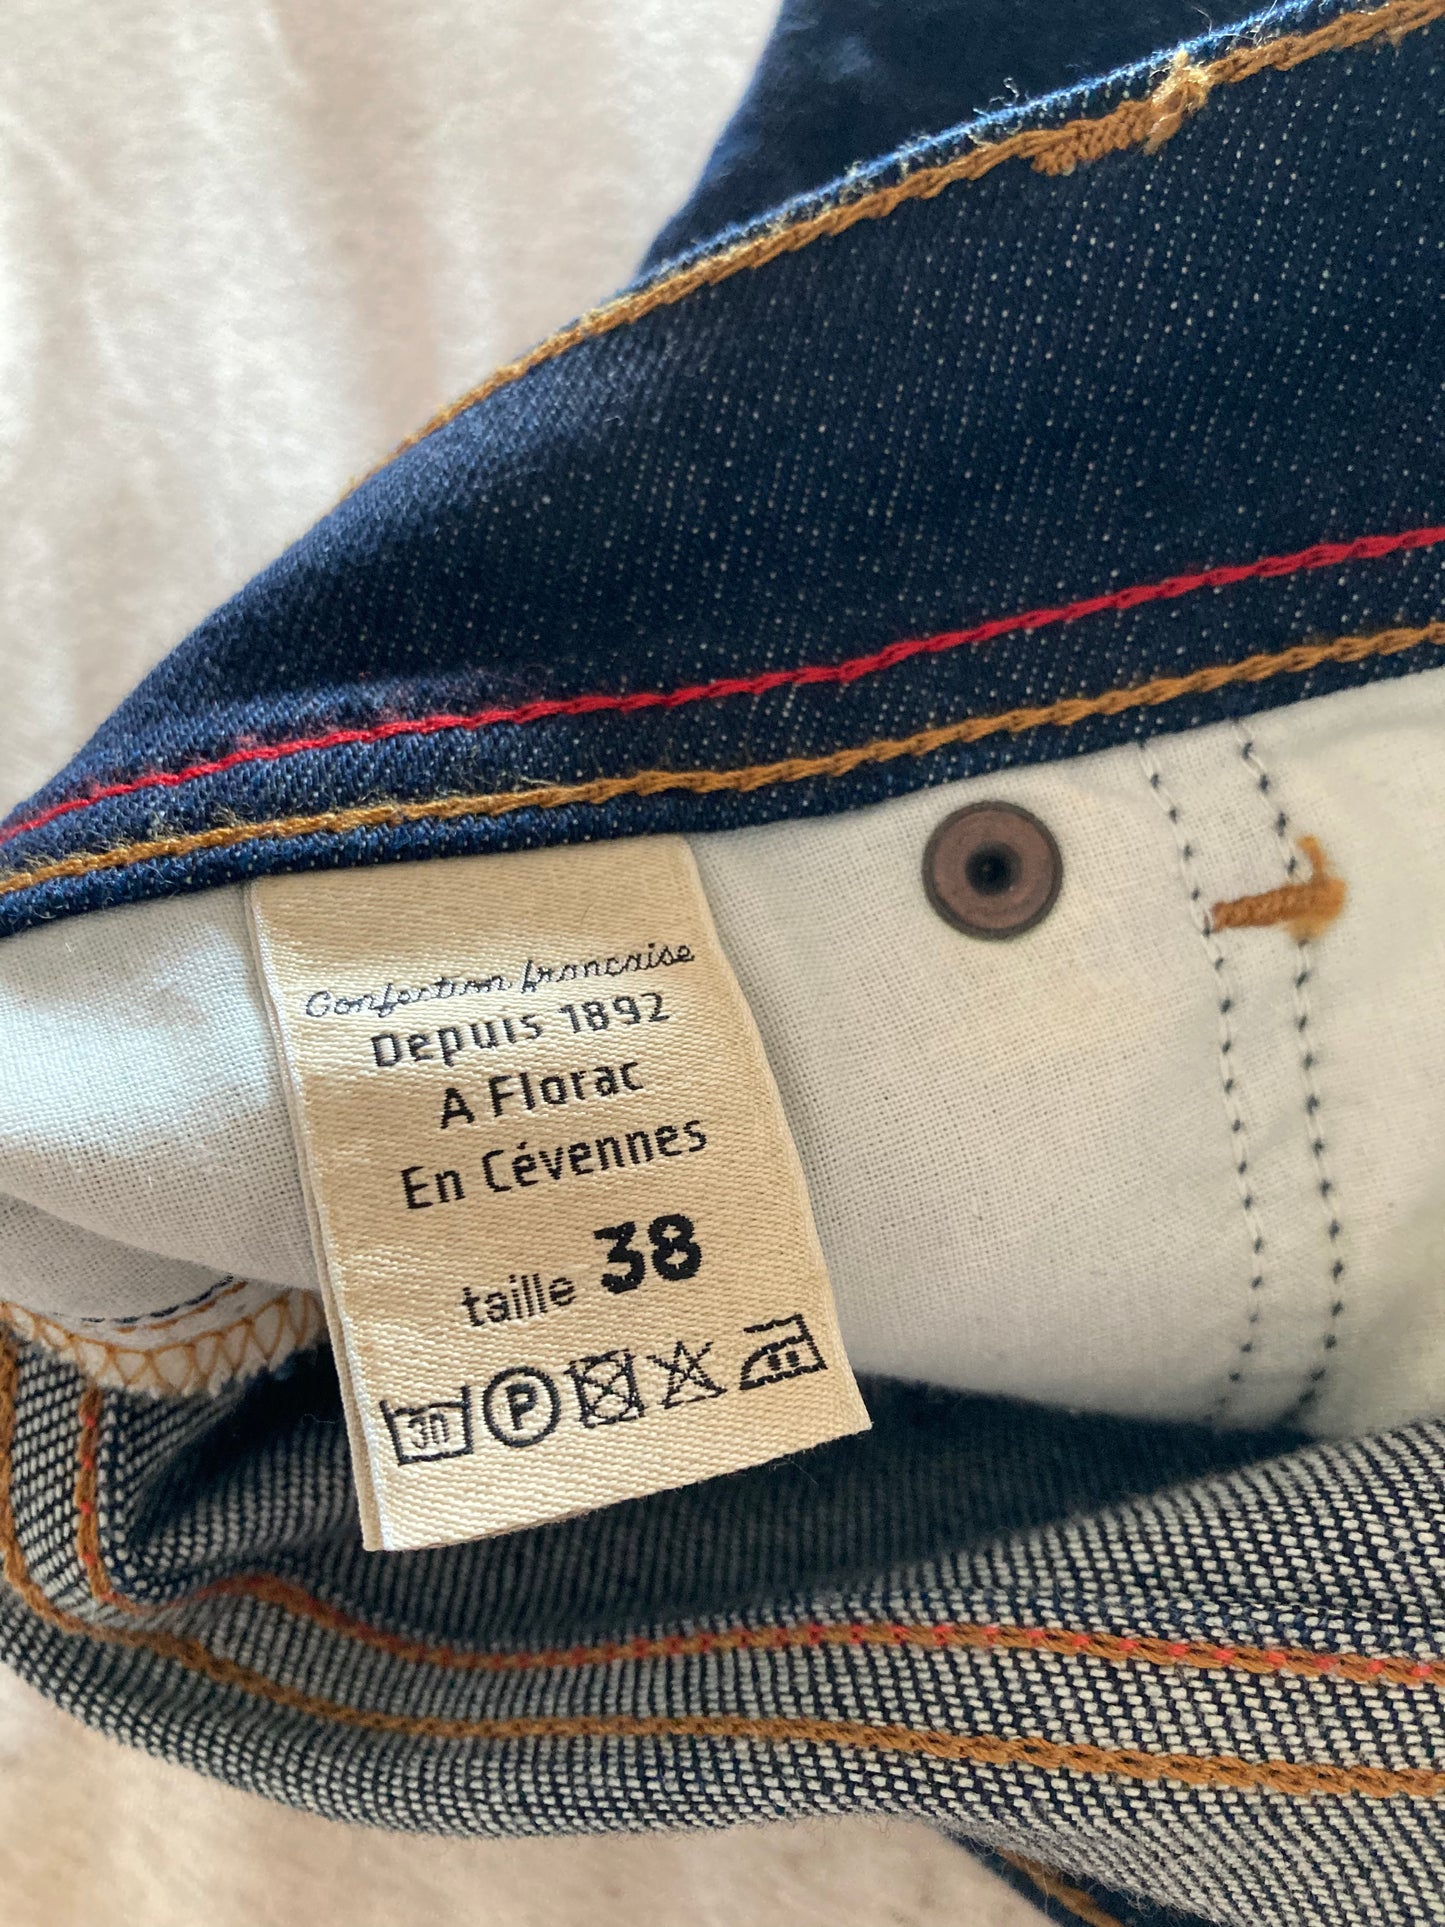 Confection française
Depuis 1892
A Florac
En Cévennes
taille 38
30 P